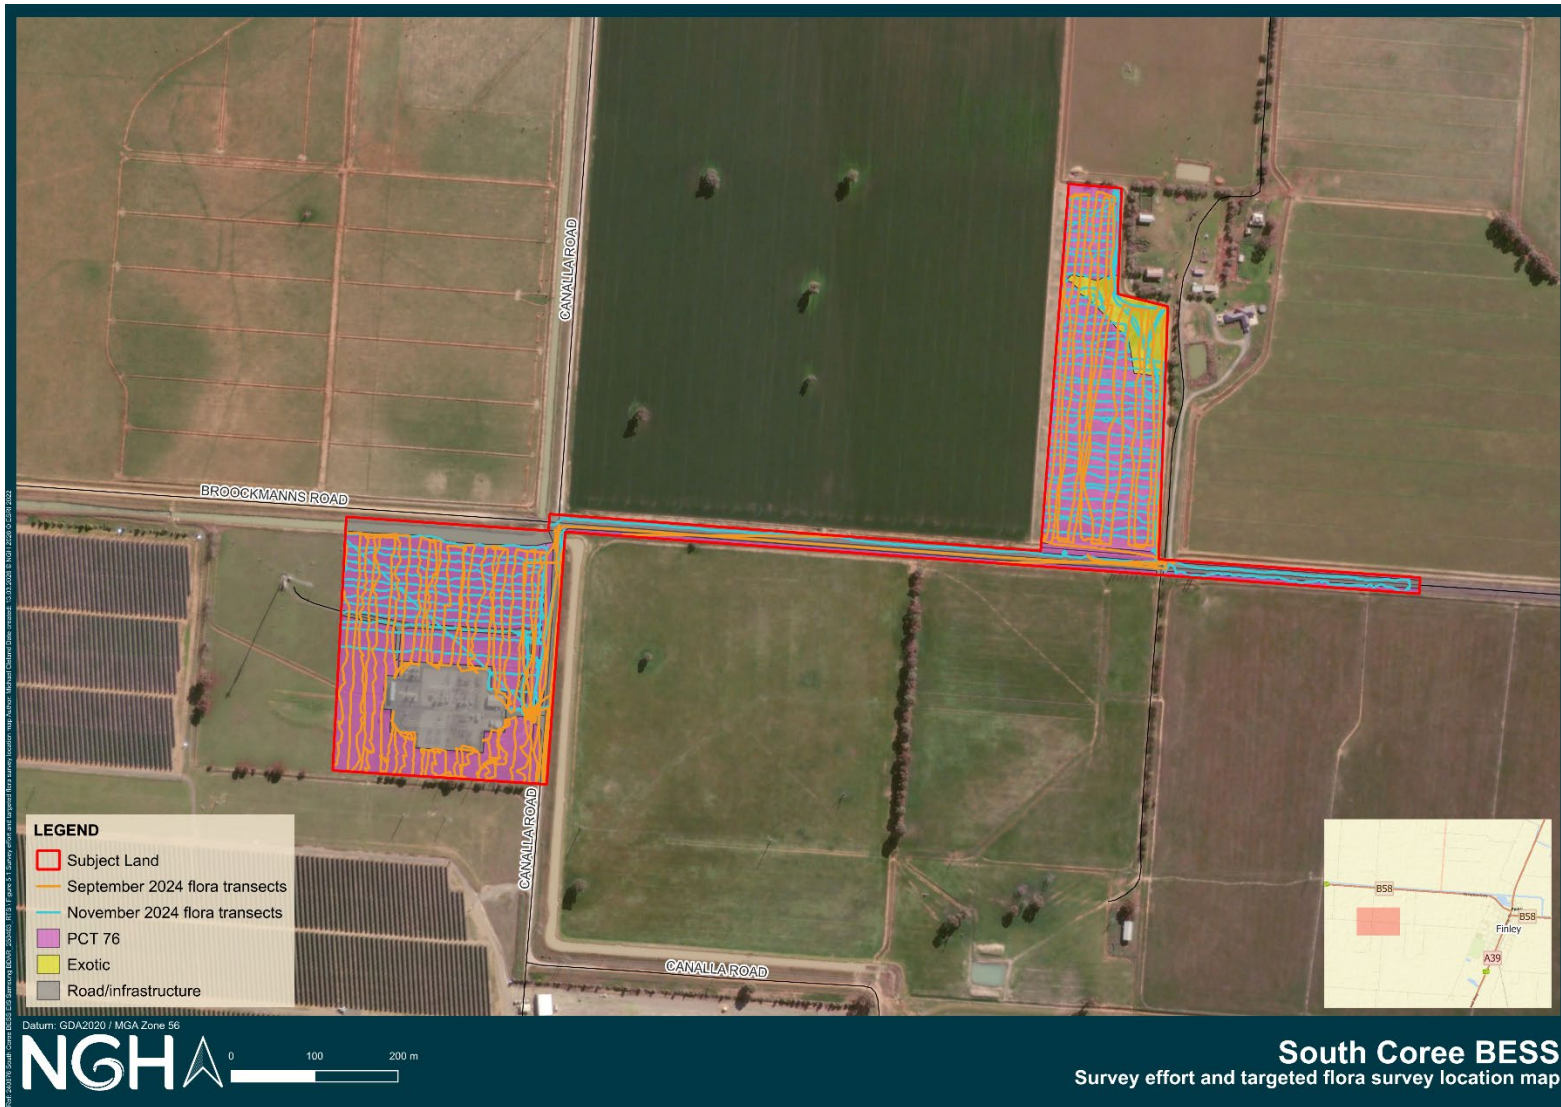 CANALLA ROAD
BROOCKMANNS ROAD
CANALLA ROAD
CANALLA ROAD
LEGEND
Subject Land
September 2024 flora transects
November 2024 flora transects
PCT 76
Exotic
Road/infrastructure
B58
B58
Finley
A39
Datum: GDA2020 / MGA Zone 56
NGH
0 100 200 m
South Coree BESS
Survey effort and targeted flora survey location map